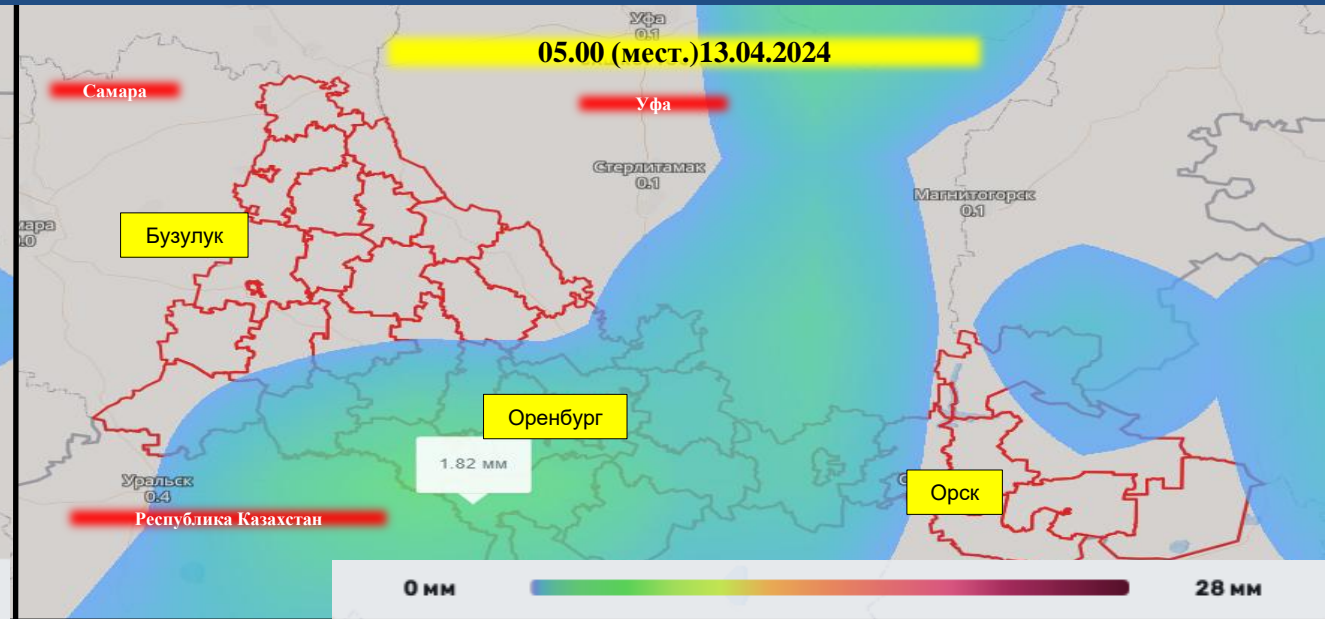 Уфа
0.1
05.00 (мест.)13.04.2024
Самара
Уфа
Стерлитамак
0.1
Магнитогорск
0.1
Бузулук
Оренбург
1.82 мм
Уральск
0.4
Орск
Республика Казахстан
0 мм
28 мм